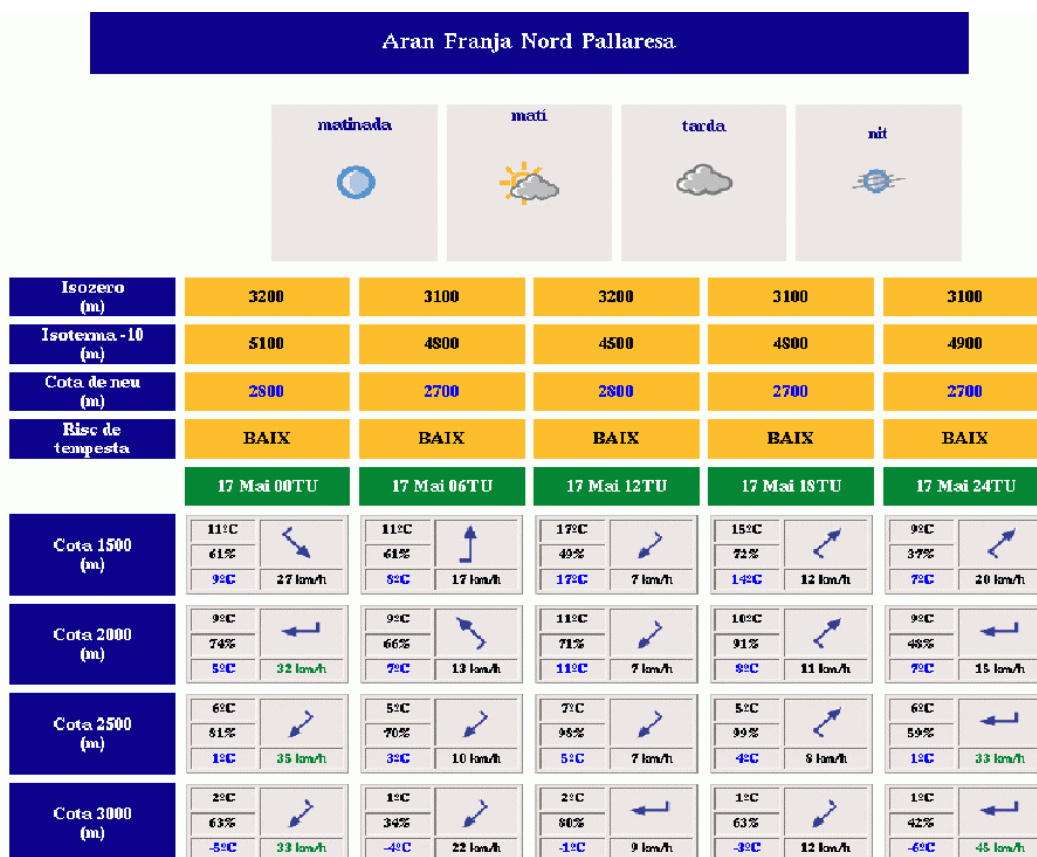 Aran Franja Nord Pallaresa
matinada
matí
tarda
nit
Isozero
(m)
3200
3100
3200
3100
3100
Isoterma -10
(m)
5100
4800
4500
4800
4900
Cota de neu
(m)
2800
2700
2800
2700
2700
Risc de
tempesta
BAIX
BAIX
BAIX
BAIX
BAIX
17 Mai 00TU
17 Mai 06TU
17 Mai 12TU
17 Mai 18TU
17 Mai 24TU
Cota 1500
(m)
11ºC
61%
9ºC
27 km/h
11ºC
61%
8ºC
17 km/h
17ºC
49%
17ºC
7 km/h
15ºC
72%
14ºC
12 km/h
9ºC
37%
7ºC
20 km/h
Cota 2000
(m)
9ºC
74%
5ºC
32 km/h
9ºC
66%
7ºC
13 km/h
11ºC
71%
11ºC
7 km/h
10ºC
91%
8ºC
11 km/h
9ºC
48%
7ºC
15 km/h
Cota 2500
(m)
6ºC
81%
1ºC
35 km/h
5ºC
70%
3ºC
10 km/h
7ºC
98%
5ºC
7 km/h
5ºC
99%
4ºC
8 km/h
6ºC
59%
1ºC
33 km/h
Cota 3000
(m)
2ºC
63%
-5ºC
33 km/h
1ºC
34%
-4ºC
22 km/h
2ºC
80%
-1ºC
9 km/h
1ºC
63%
-3ºC
12 km/h
1ºC
42%
-6ºC
45 km/h